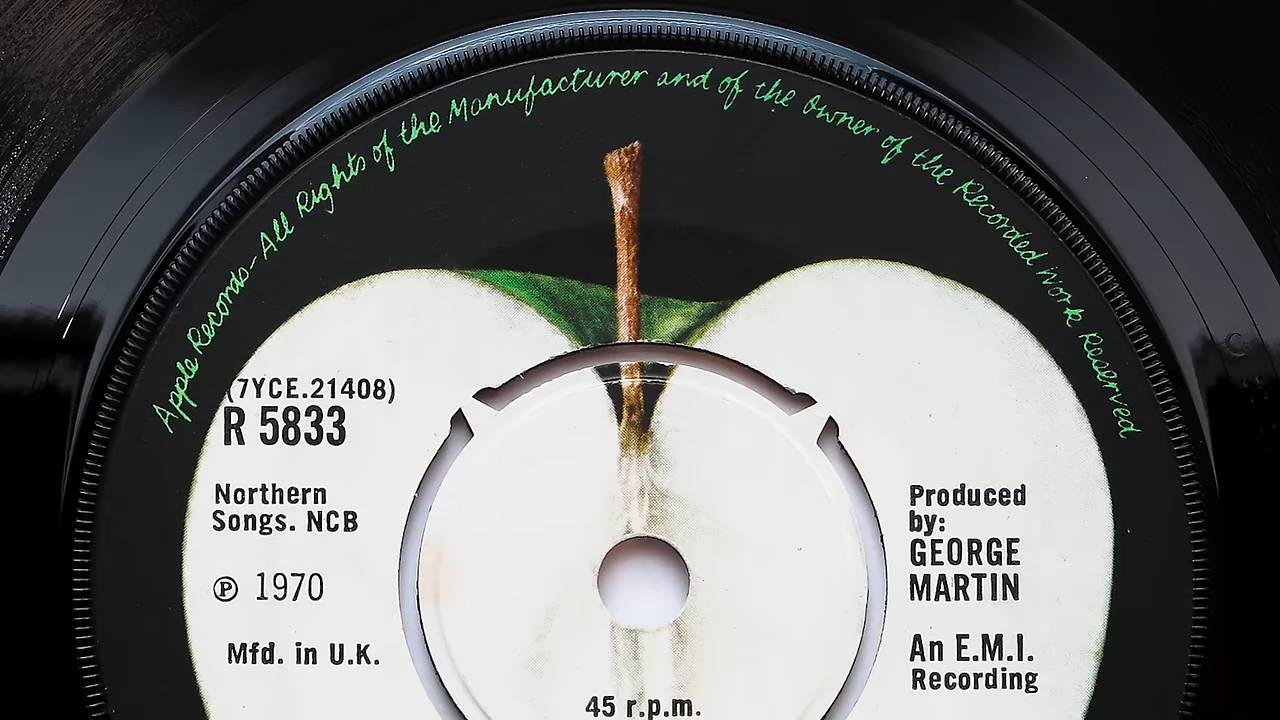 Apple Records - All Rights of the Manufacturer and of the Owner of the Recorded Work Reserved
(7YCE.21408)
R 5833
Northern
Songs. NCB
℗ 1970
Mfd. in U.K.
Produced
by:
GEORGE
MARTIN
An E.M.I.
Recording
45 r.p.m.